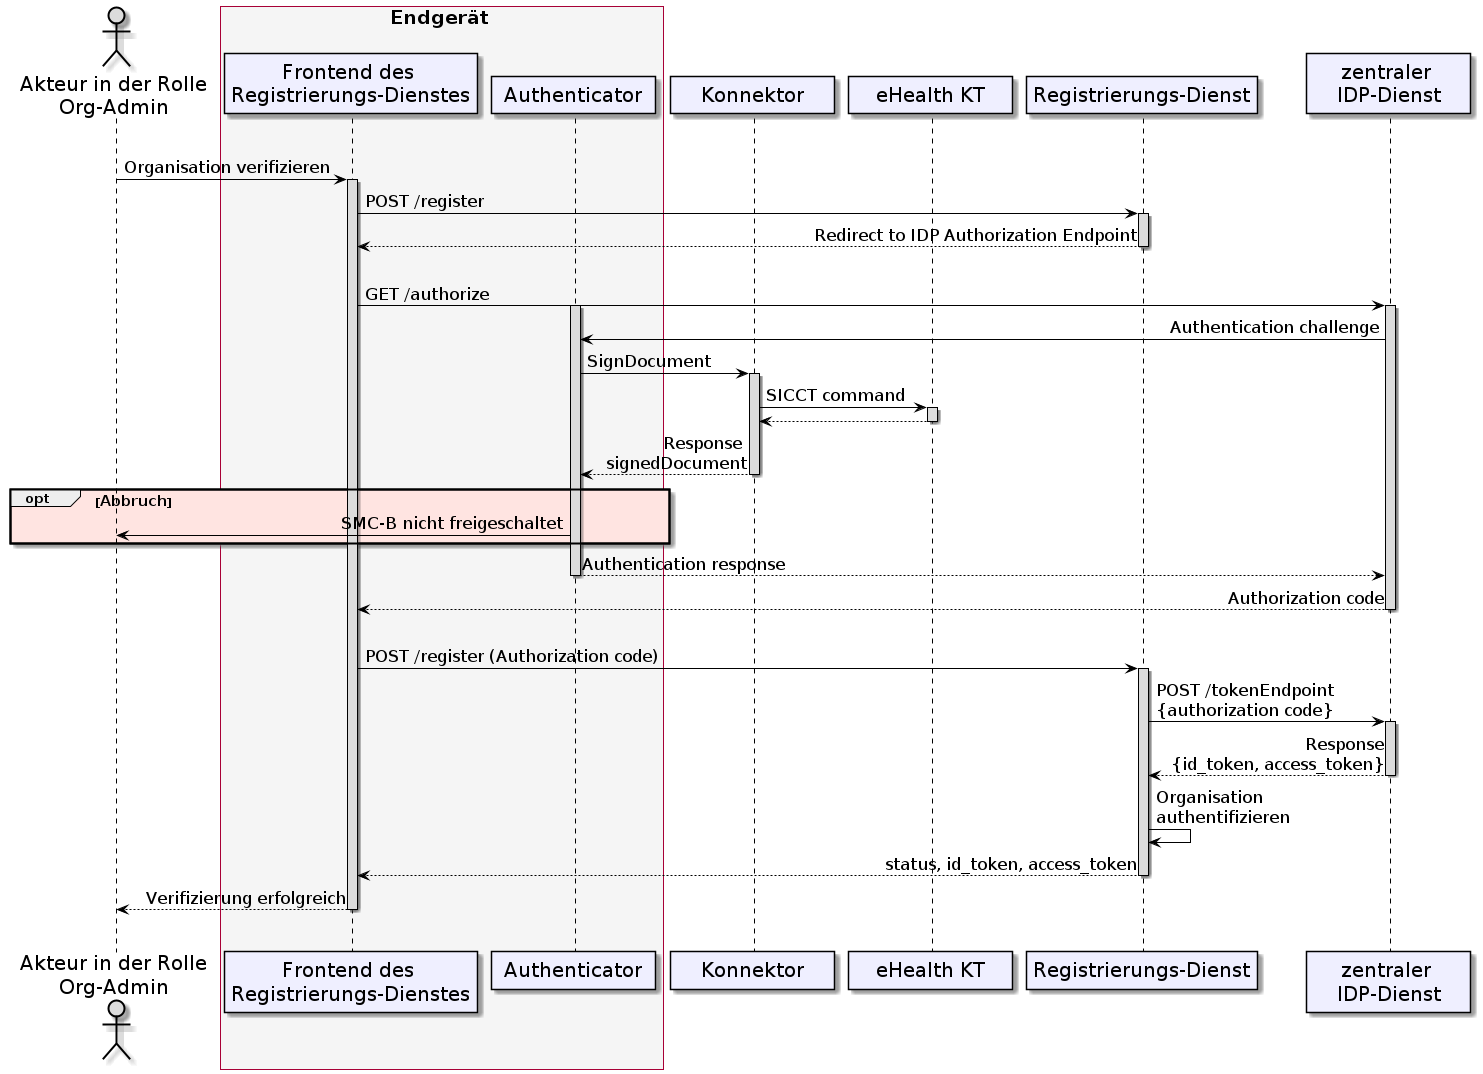 Endgerät
Akteur in der Rolle
Org-Admin
Frontend des
Registrierungs-Dienstes
Authenticator
Konnektor
eHealth KT
Registrierungs-Dienst
zentraler
IDP-Dienst
Organisation verifizieren
POST /register
Redirect to IDP Authorization Endpoint
GET /authorize
Authentication challenge
SignDocument
SICCT command
Response
signedDocument
opt
[Abbruch]
SMC-B nicht freigeschaltet
Authentication response
Authorization code
POST /register (Authorization code)
POST /tokenEndpoint
{authorization code}
Response
{id_token, access_token}
Organisation
authentifizieren
status, id_token, access_token
Verifizierung erfolgreich
Akteur in der Rolle
Org-Admin
Frontend des
Registrierungs-Dienstes
Authenticator
Konnektor
eHealth KT
Registrierungs-Dienst
zentraler
IDP-Dienst